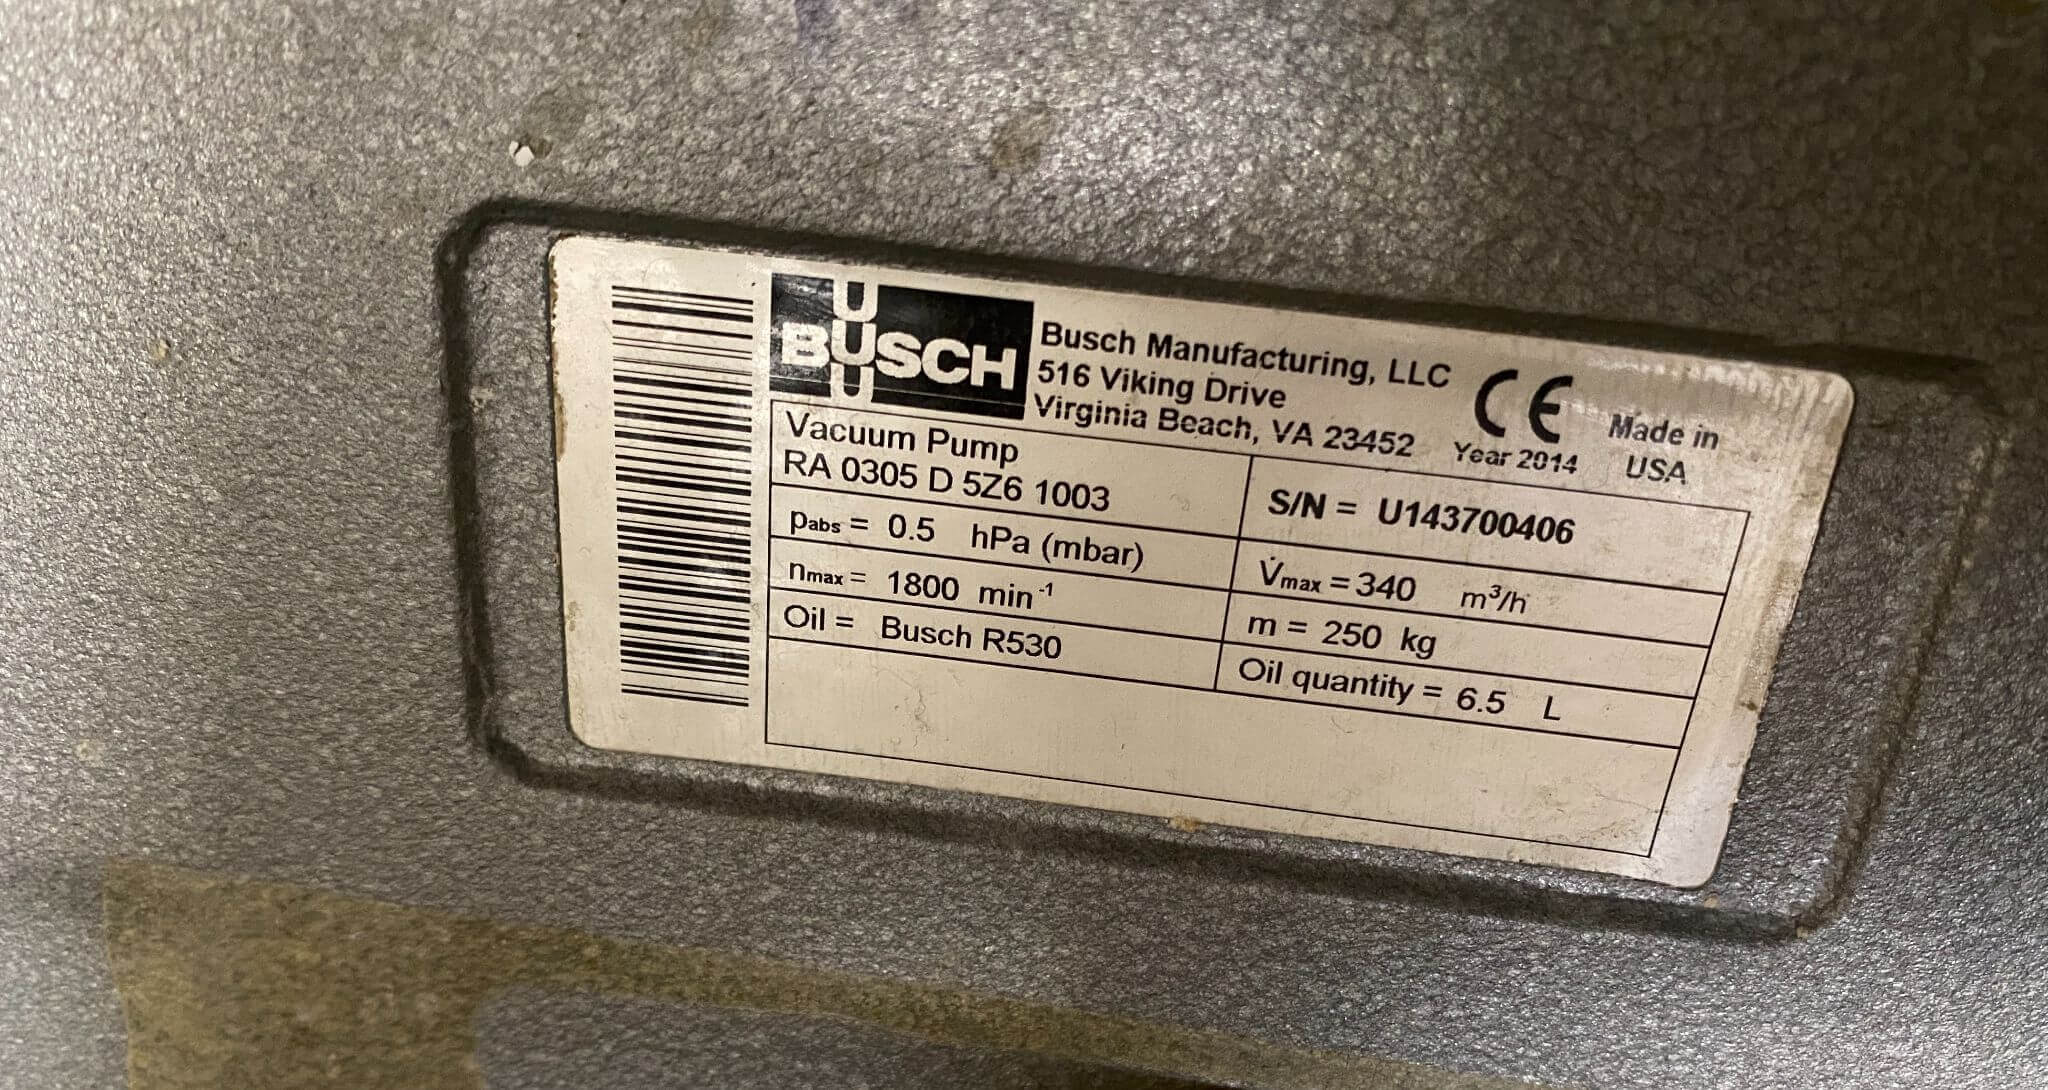 BUSCH
Busch Manufacturing, LLC
516 Viking Drive
Virginia Beach, VA 23452
CE
Year 2014
Made in
USA
Vacuum Pump
RA 0305 D 5Z6 1003
S/N = U143700406
pabs = 0.5 hPa (mbar)
V̇max = 340 m³/h
nmax = 1800 min⁻¹
m = 250 kg
Oil = Busch R530
Oil quantity = 6.5 L